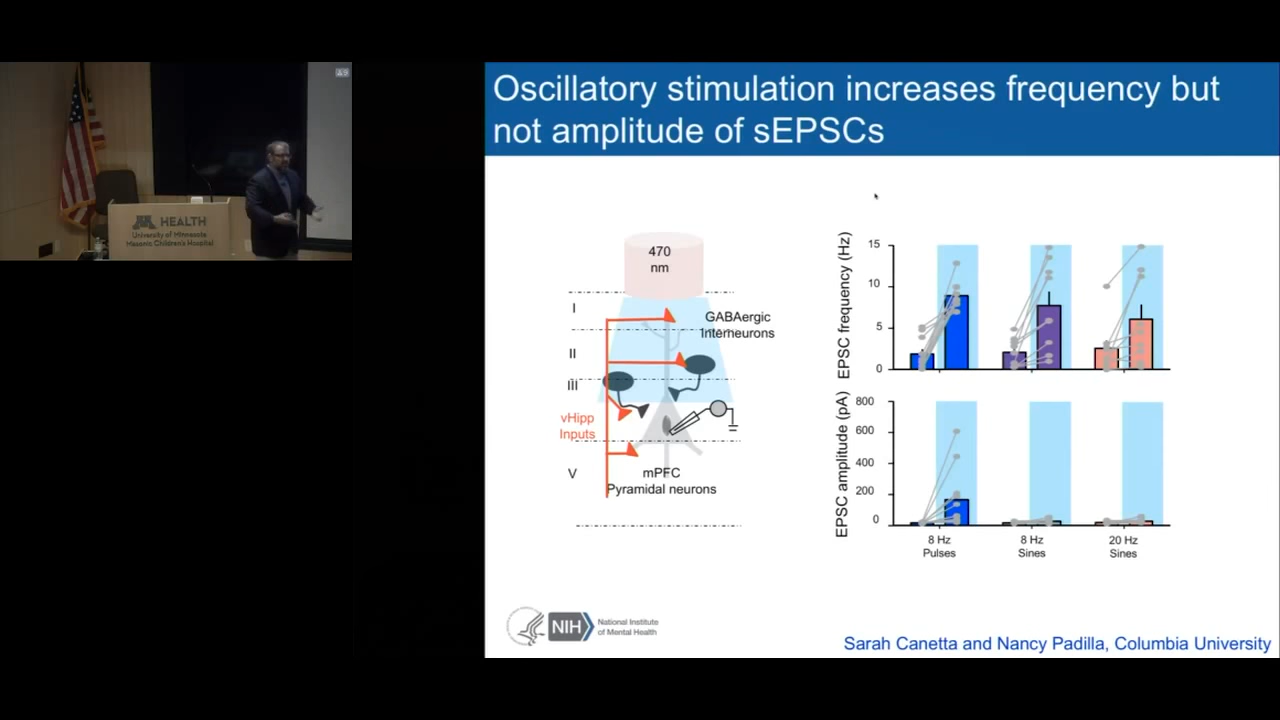 HEALTH
University of Minnesota
Masonic Children's Hospital
Oscillatory stimulation increases frequency but
not amplitude of sEPSCs
470
nm
I
II
III
V
GABAergic
Interneurons
vHipp
Inputs
mPFC
Pyramidal neurons
EPSC frequency (Hz)
15
10
5
0
EPSC amplitude (pA)
800
600
400
200
0
8 Hz
Pulses
8 Hz
Sines
20 Hz
Sines
NIH
National Institute
of Mental Health
Sarah Canetta and Nancy Padilla, Columbia University